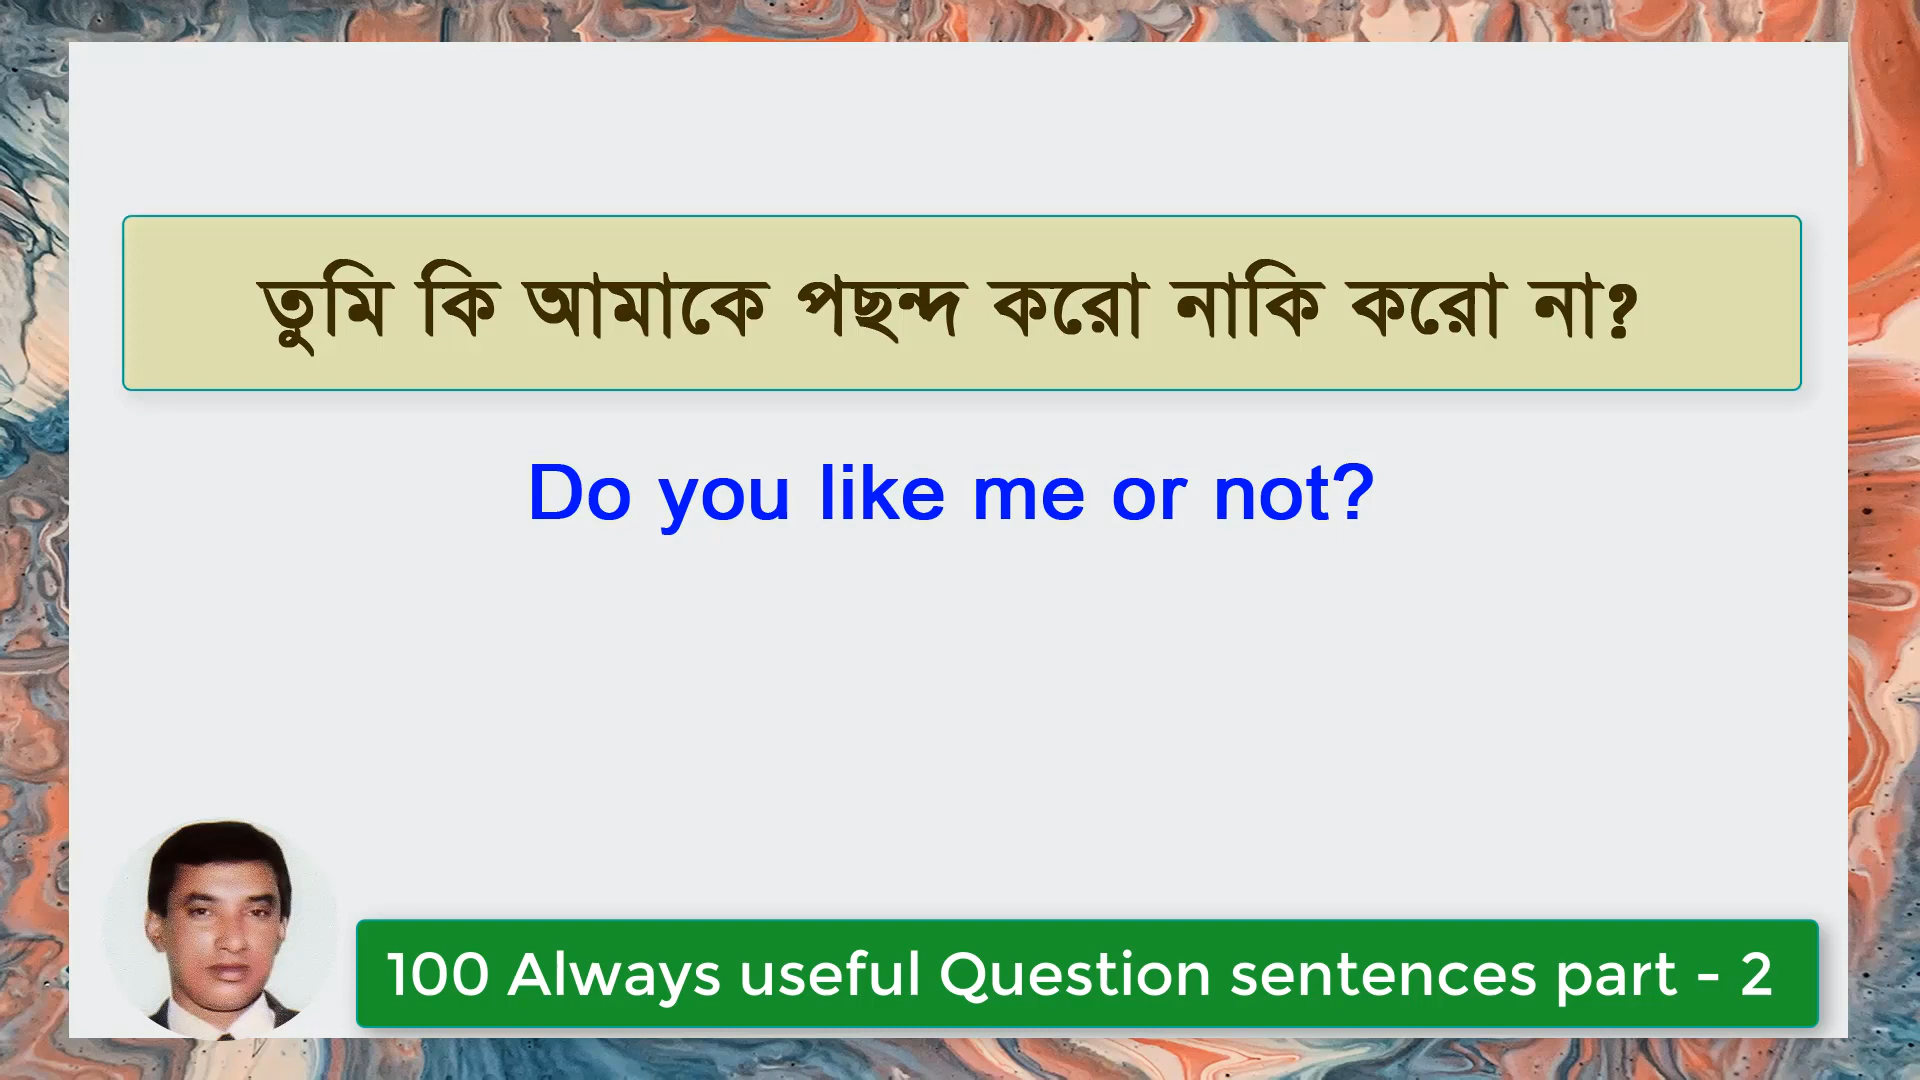 তুমি কি আমাকে পছন্দ করো নাকি করো না?
Do you like me or not?
100 Always useful Question sentences part - 2